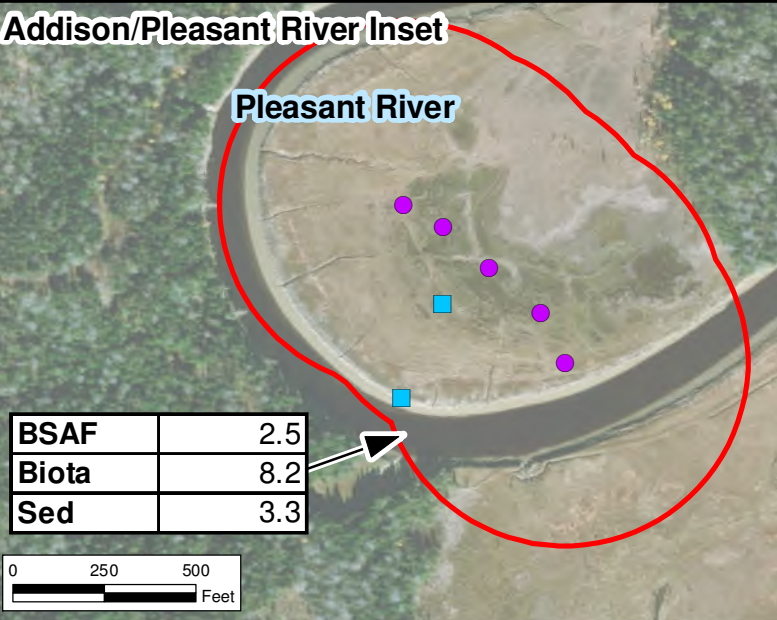 Addison/Pleasant River Inset
Pleasant River
BSAF 2.5
Biota 8.2
Sed 3.3
0 250 500
Feet